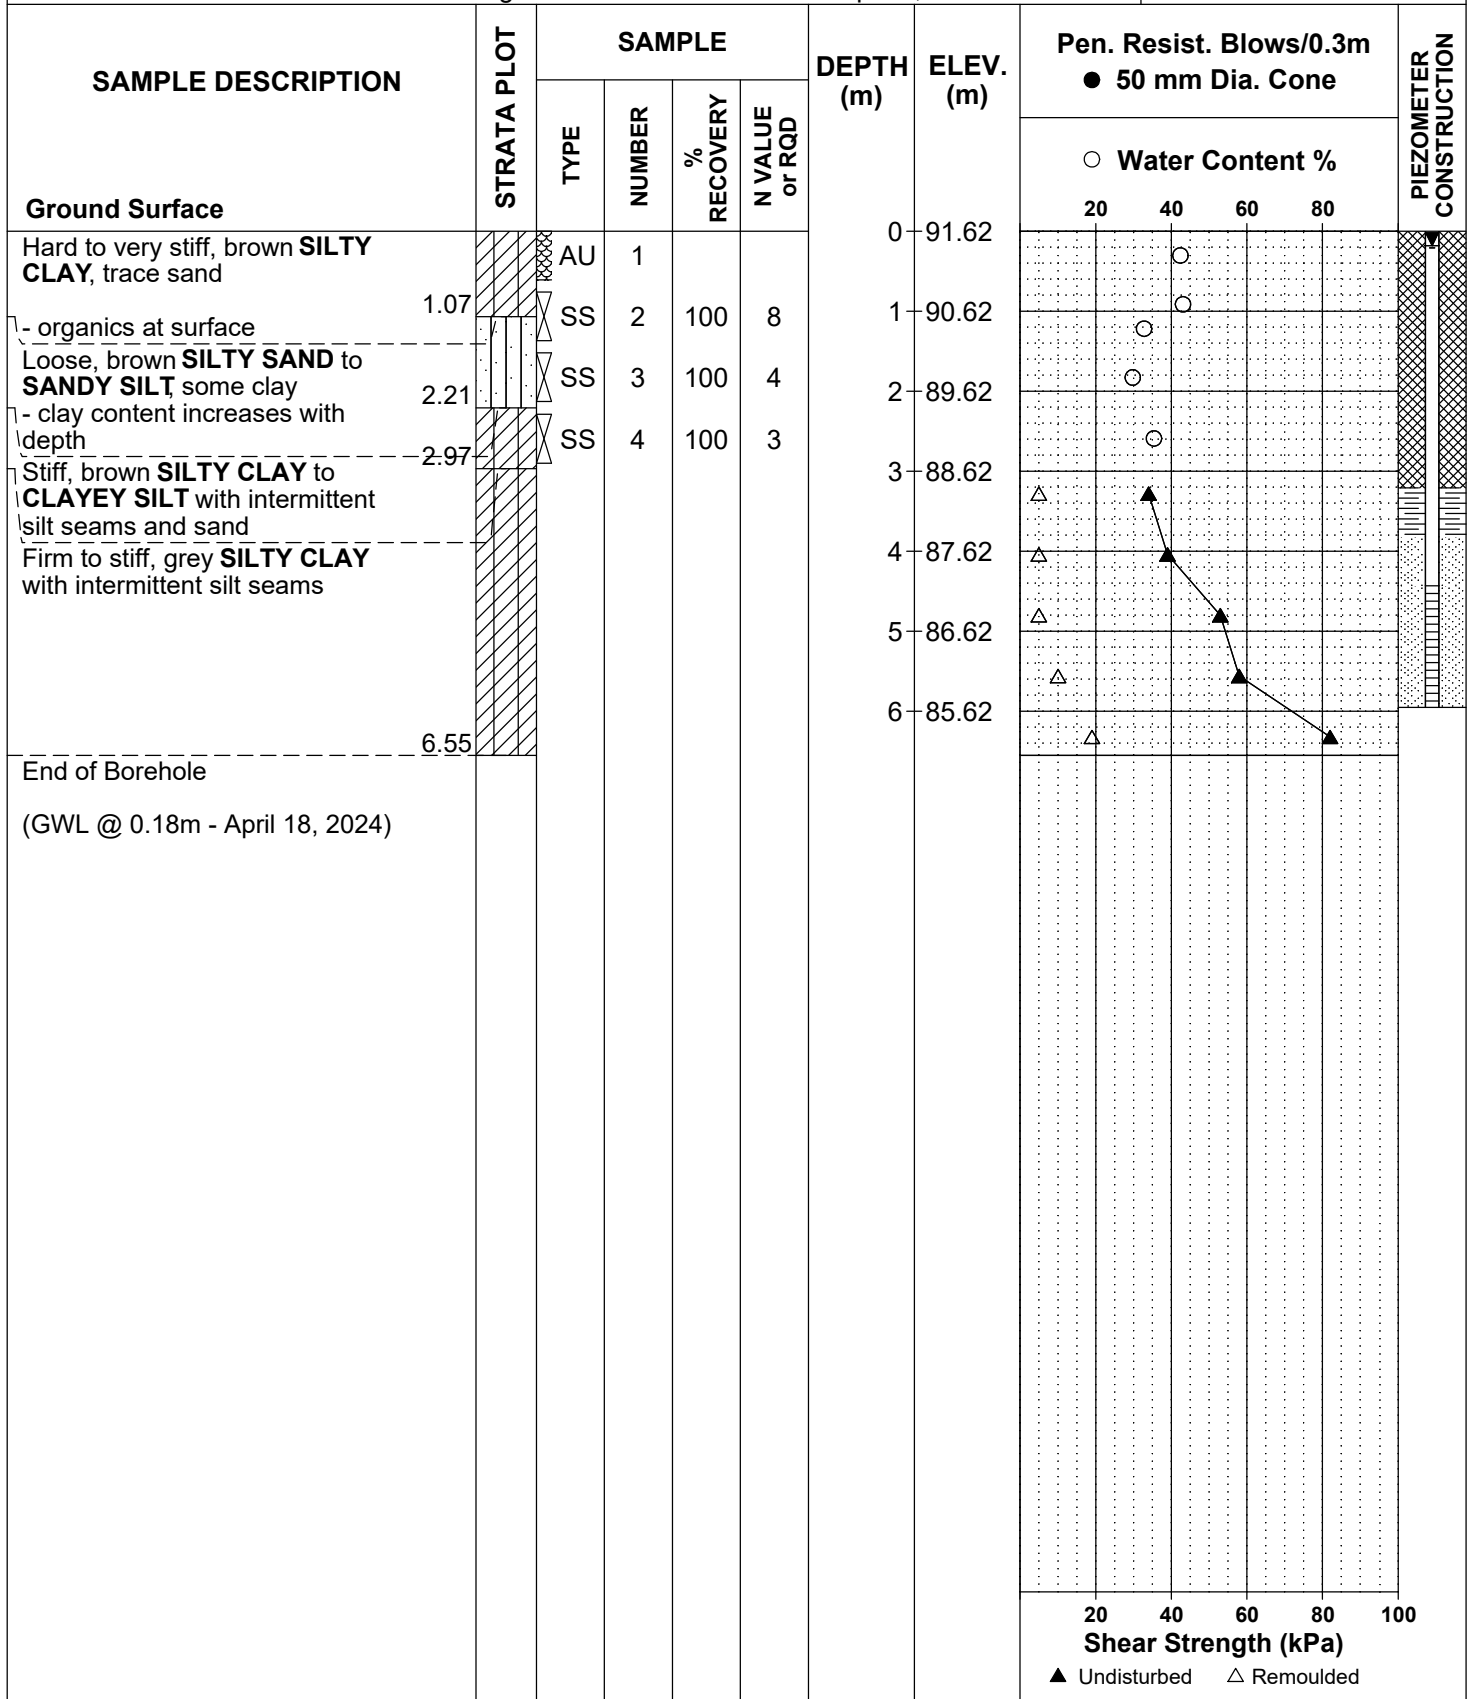 SAMPLE DESCRIPTION
STRATA PLOT
SAMPLE
TYPE
NUMBER
%
RECOVERY
N VALUE
or RQD
DEPTH
(m)
ELEV.
(m)
Pen. Resist. Blows/0.3m
● 50 mm Dia. Cone
○ Water Content %
20 40 60 80
PIEZOMETER
CONSTRUCTION
Ground Surface
0 91.62
Hard to very stiff, brown SILTY
CLAY, trace sand
AU 1
1.07
SS 2 100 8
1 90.62
- organics at surface
Loose, brown SILTY SAND to
SANDY SILT, some clay
SS 3 100 4
2.21
2 89.62
- clay content increases with
depth
SS 4 100 3
2.97
3 88.62
Stiff, brown SILTY CLAY to
CLAYEY SILT with intermittent
silt seams and sand
4 87.62
Firm to stiff, grey SILTY CLAY
with intermittent silt seams
5 86.62
6 85.62
6.55
End of Borehole
(GWL @ 0.18m - April 18, 2024)
20 40 60 80 100
Shear Strength (kPa)
▲ Undisturbed △ Remoulded